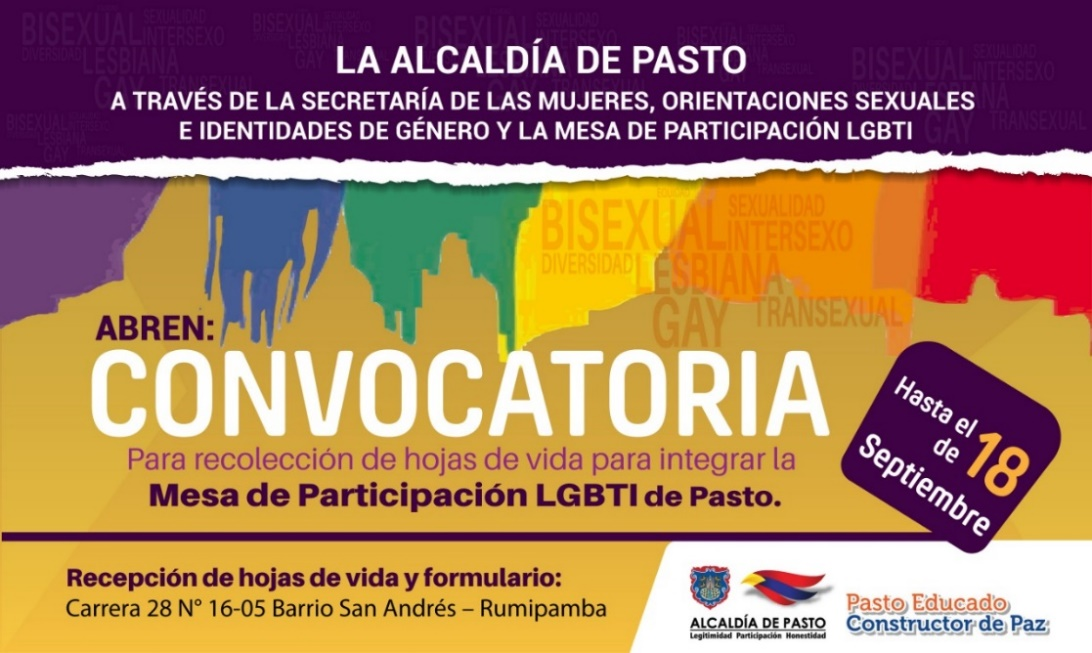 LA ALCALDÍA DE PASTO
A TRAVÉS DE LA SECRETARÍA DE LAS MUJERES, ORIENTACIONES SEXUALES
E IDENTIDADES DE GÉNERO Y LA MESA DE PARTICIPACIÓN LGBTI
BISEXUAL
SEXUALIDAD
INTERSEXO
DIVERSIDAD
LESBIANA
GAY
TRANSEXUAL
ABREN:
CONVOCATORIA
Para recolección de hojas de vida para integrar la
Mesa de Participación LGBTI de Pasto.
Hasta el 18
de
Septiembre
Recepción de hojas de vida y formulario:
Carrera 28 N° 16-05 Barrio San Andrés – Rumipamba
ALCALDÍA DE PASTO
Legitimidad Participación Honestidad
Pasto Educado
Constructor de Paz